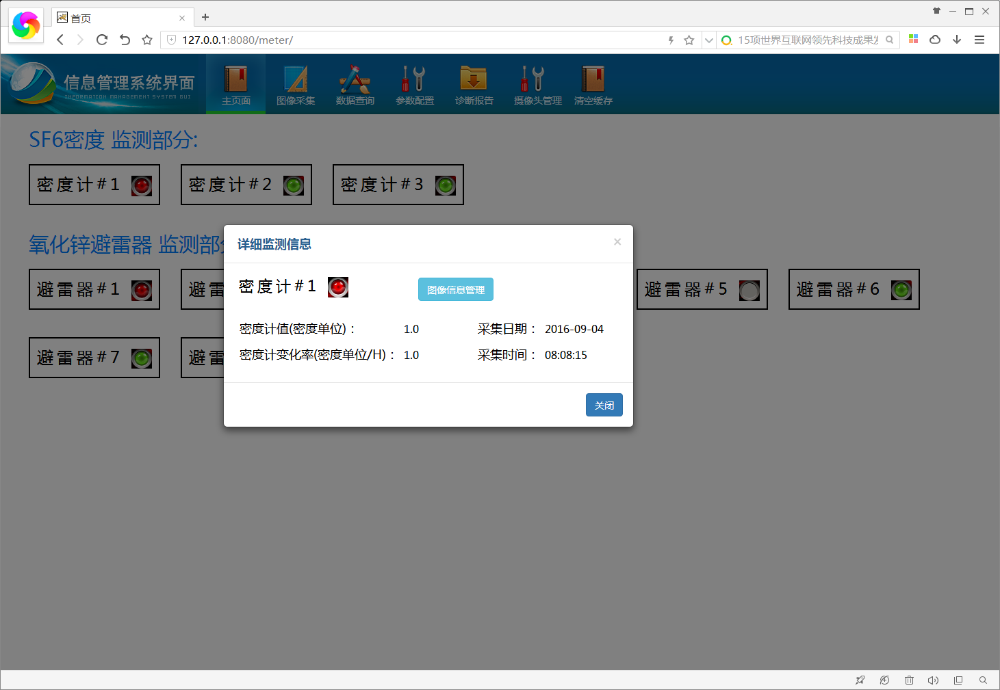 首页
127.0.0.1:8080/meter/
15项世界互联网领先科技成果发
信息管理系统界面
INFORMATION MANAGEMENT SYSTEM GUI
主页面 图像采集 数据查询 参数配置 诊断报告 摄像头管理 清空缓存
SF6密度 监测部分:
密度计#1 密度计#2 密度计#3
氧化锌避雷器 监测部
避雷器#1 避雷 避雷器#5 避雷器#6
避雷器#7 避雷
详细监测信息
×
密度计#1 图像信息管理
密度计值(密度单位)： 1.0 采集日期： 2016-09-04
密度计变化率(密度单位/H)： 1.0 采集时间： 08:08:15
关闭